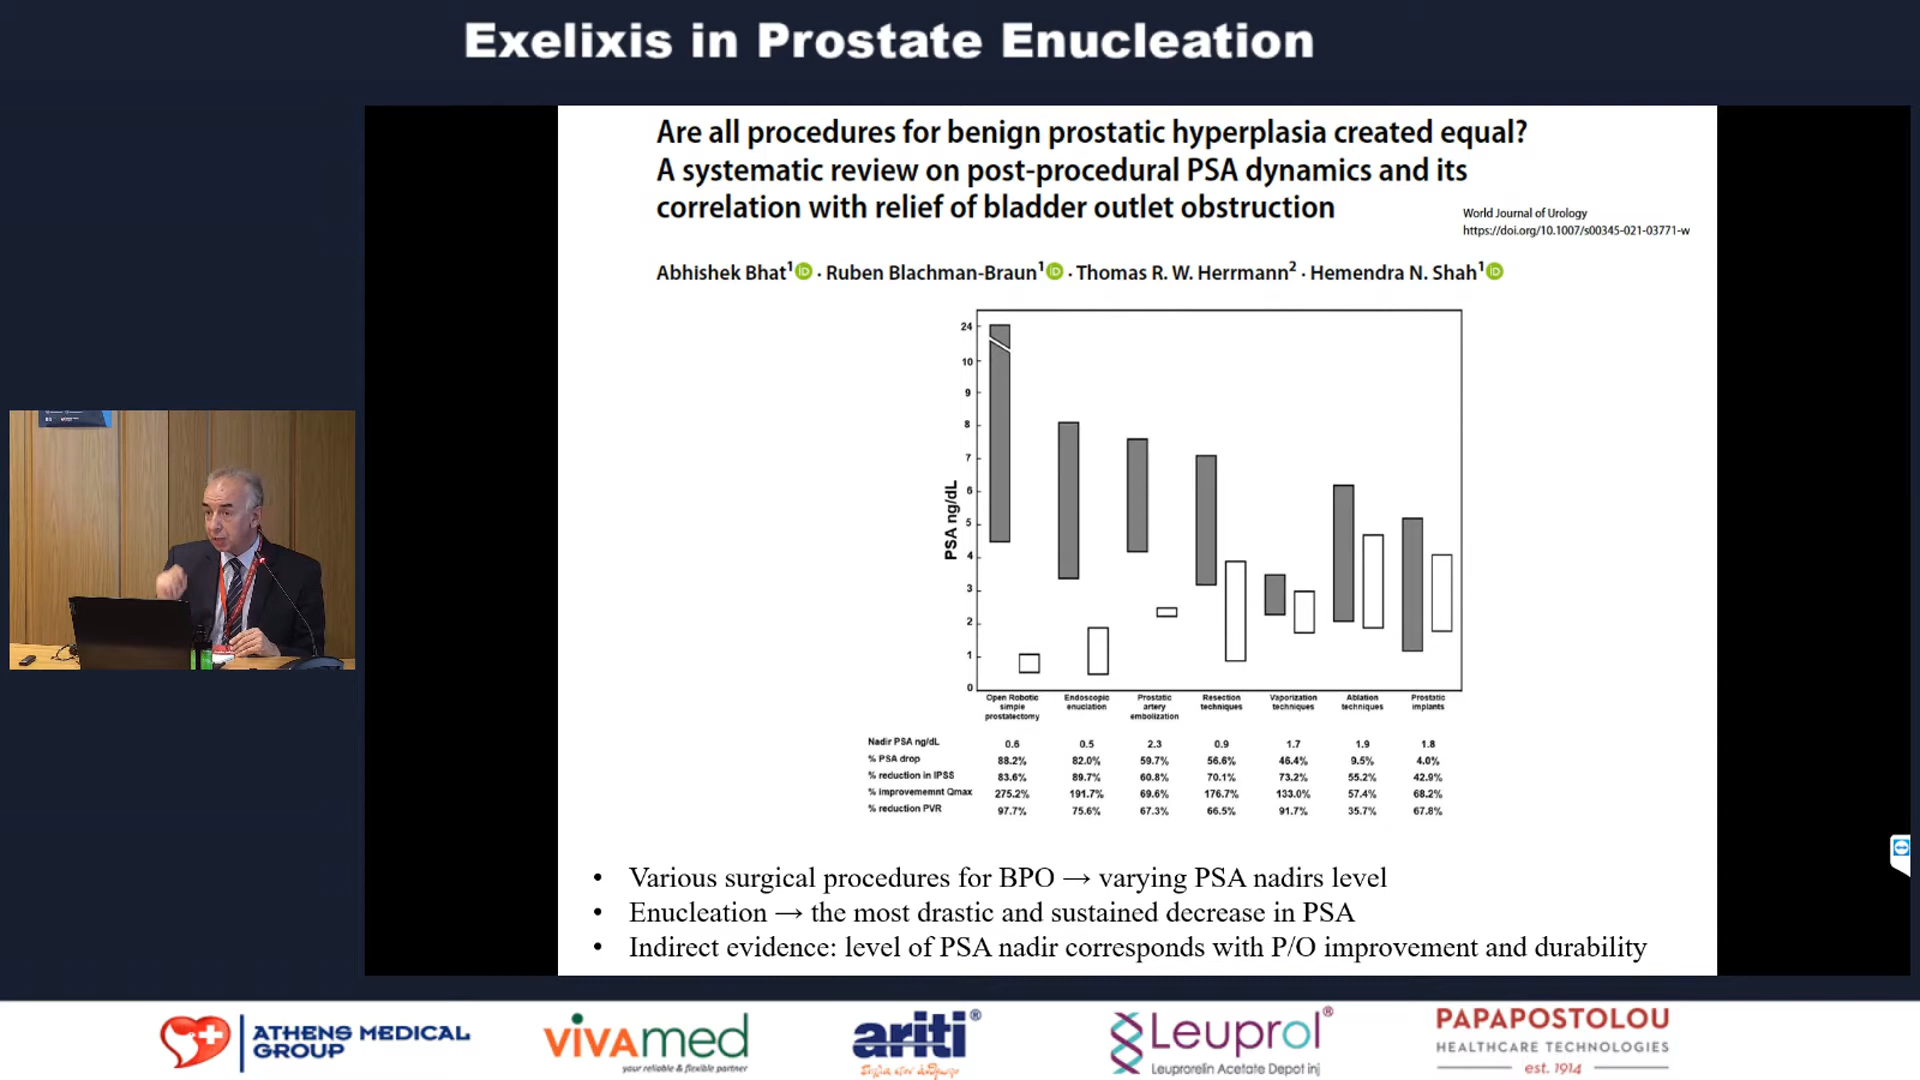 Exelixis in Prostate Enucleation
Are all procedures for benign prostatic hyperplasia created equal?
A systematic review on post-procedural PSA dynamics and its
correlation with relief of bladder outlet obstruction
World Journal of Urology
https://doi.org/10.1007/s00345-021-03771-w
Abhishek Bhat¹ iD · Ruben Blachman-Braun¹ iD · Thomas R. W. Herrmann² · Hemendra N. Shah¹ iD
PSA ng/dL
24
10
9
8
7
6
5
4
3
2
1
0
Open Robotic simple prostatectomy
Endoscopic enuclation
Prostatic artery embolization
Resection techniques
Vaporization techniques
Ablation techniques
Prostatic implants
Nadir PSA ng/dL 0.6 0.5 2.3 0.9 1.7 1.9 1.8
% PSA drop 88.2% 82.0% 59.7% 56.6% 46.4% 9.5% 4.0%
% reduction in IPSS 83.6% 89.7% 60.8% 70.1% 73.2% 55.2% 42.9%
% improvememnt Qmax 275.2% 191.7% 69.6% 176.7% 133.0% 57.4% 68.2%
% reduction PVR 97.7% 75.6% 67.3% 66.5% 91.7% 35.7% 67.8%
• Various surgical procedures for BPO → varying PSA nadirs level
• Enucleation → the most drastic and sustained decrease in PSA
• Indirect evidence: level of PSA nadir corresponds with P/O improvement and durability
ATHENS MEDICAL
GROUP
vivamed
your reliable & flexible partner
ariti®
Leuprol®
Leuprorelin Acetate Depot inj
PAPAPOSTOLOU
HEALTHCARE TECHNOLOGIES
est. 1914